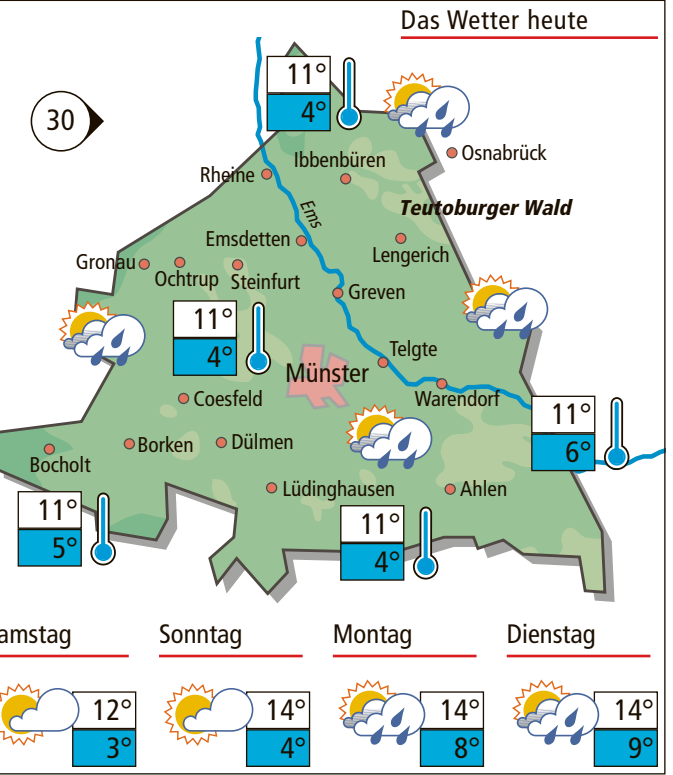 Das Wetter heute
11°
4°
30
Osnabrück
Ibbenbüren
Rheine
Teutoburger Wald
Ems
Emsdetten
Lengerich
Gronau
Ochtrup
Steinfurt
Greven
11°
4°
Telgte
Münster
Warendorf
Coesfeld
11°
6°
Borken
Dülmen
Bocholt
Lüdinghausen
Ahlen
11°
5°
11°
4°
amstag
Sonntag
Montag
Dienstag
12°
3°
14°
4°
14°
8°
14°
9°